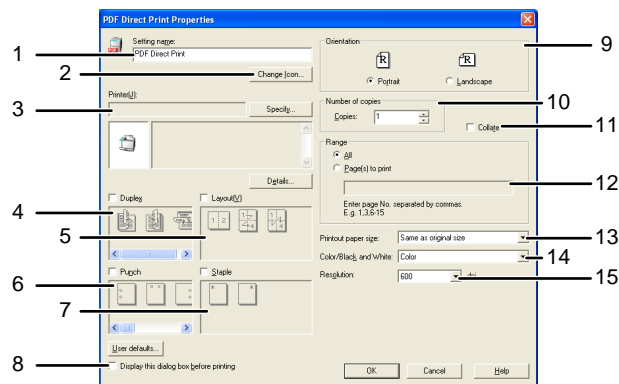 PDF Direct Print Properties
1
Setting name:
PDF
PDF Direct Print
2
Change Icon...
3
Printer(U):
Specify...
Details...
4
Duplex
5
Layout(V)
1 2
6
Punch
7
Staple
User defaults...
8
Display this dialog box before printing
Orientation
9
R
R
Portrait
Landscape
Number of copies
10
Copies:
1
Collate
11
Range
All
Page(s) to print
12
Enter page No. separated by commas.
E.g. 1,3,6-15
Printout paper size:
Same as original size
13
Color/Black and White:
Color
14
Resolution:
600
dpi
15
OK
Cancel
Help